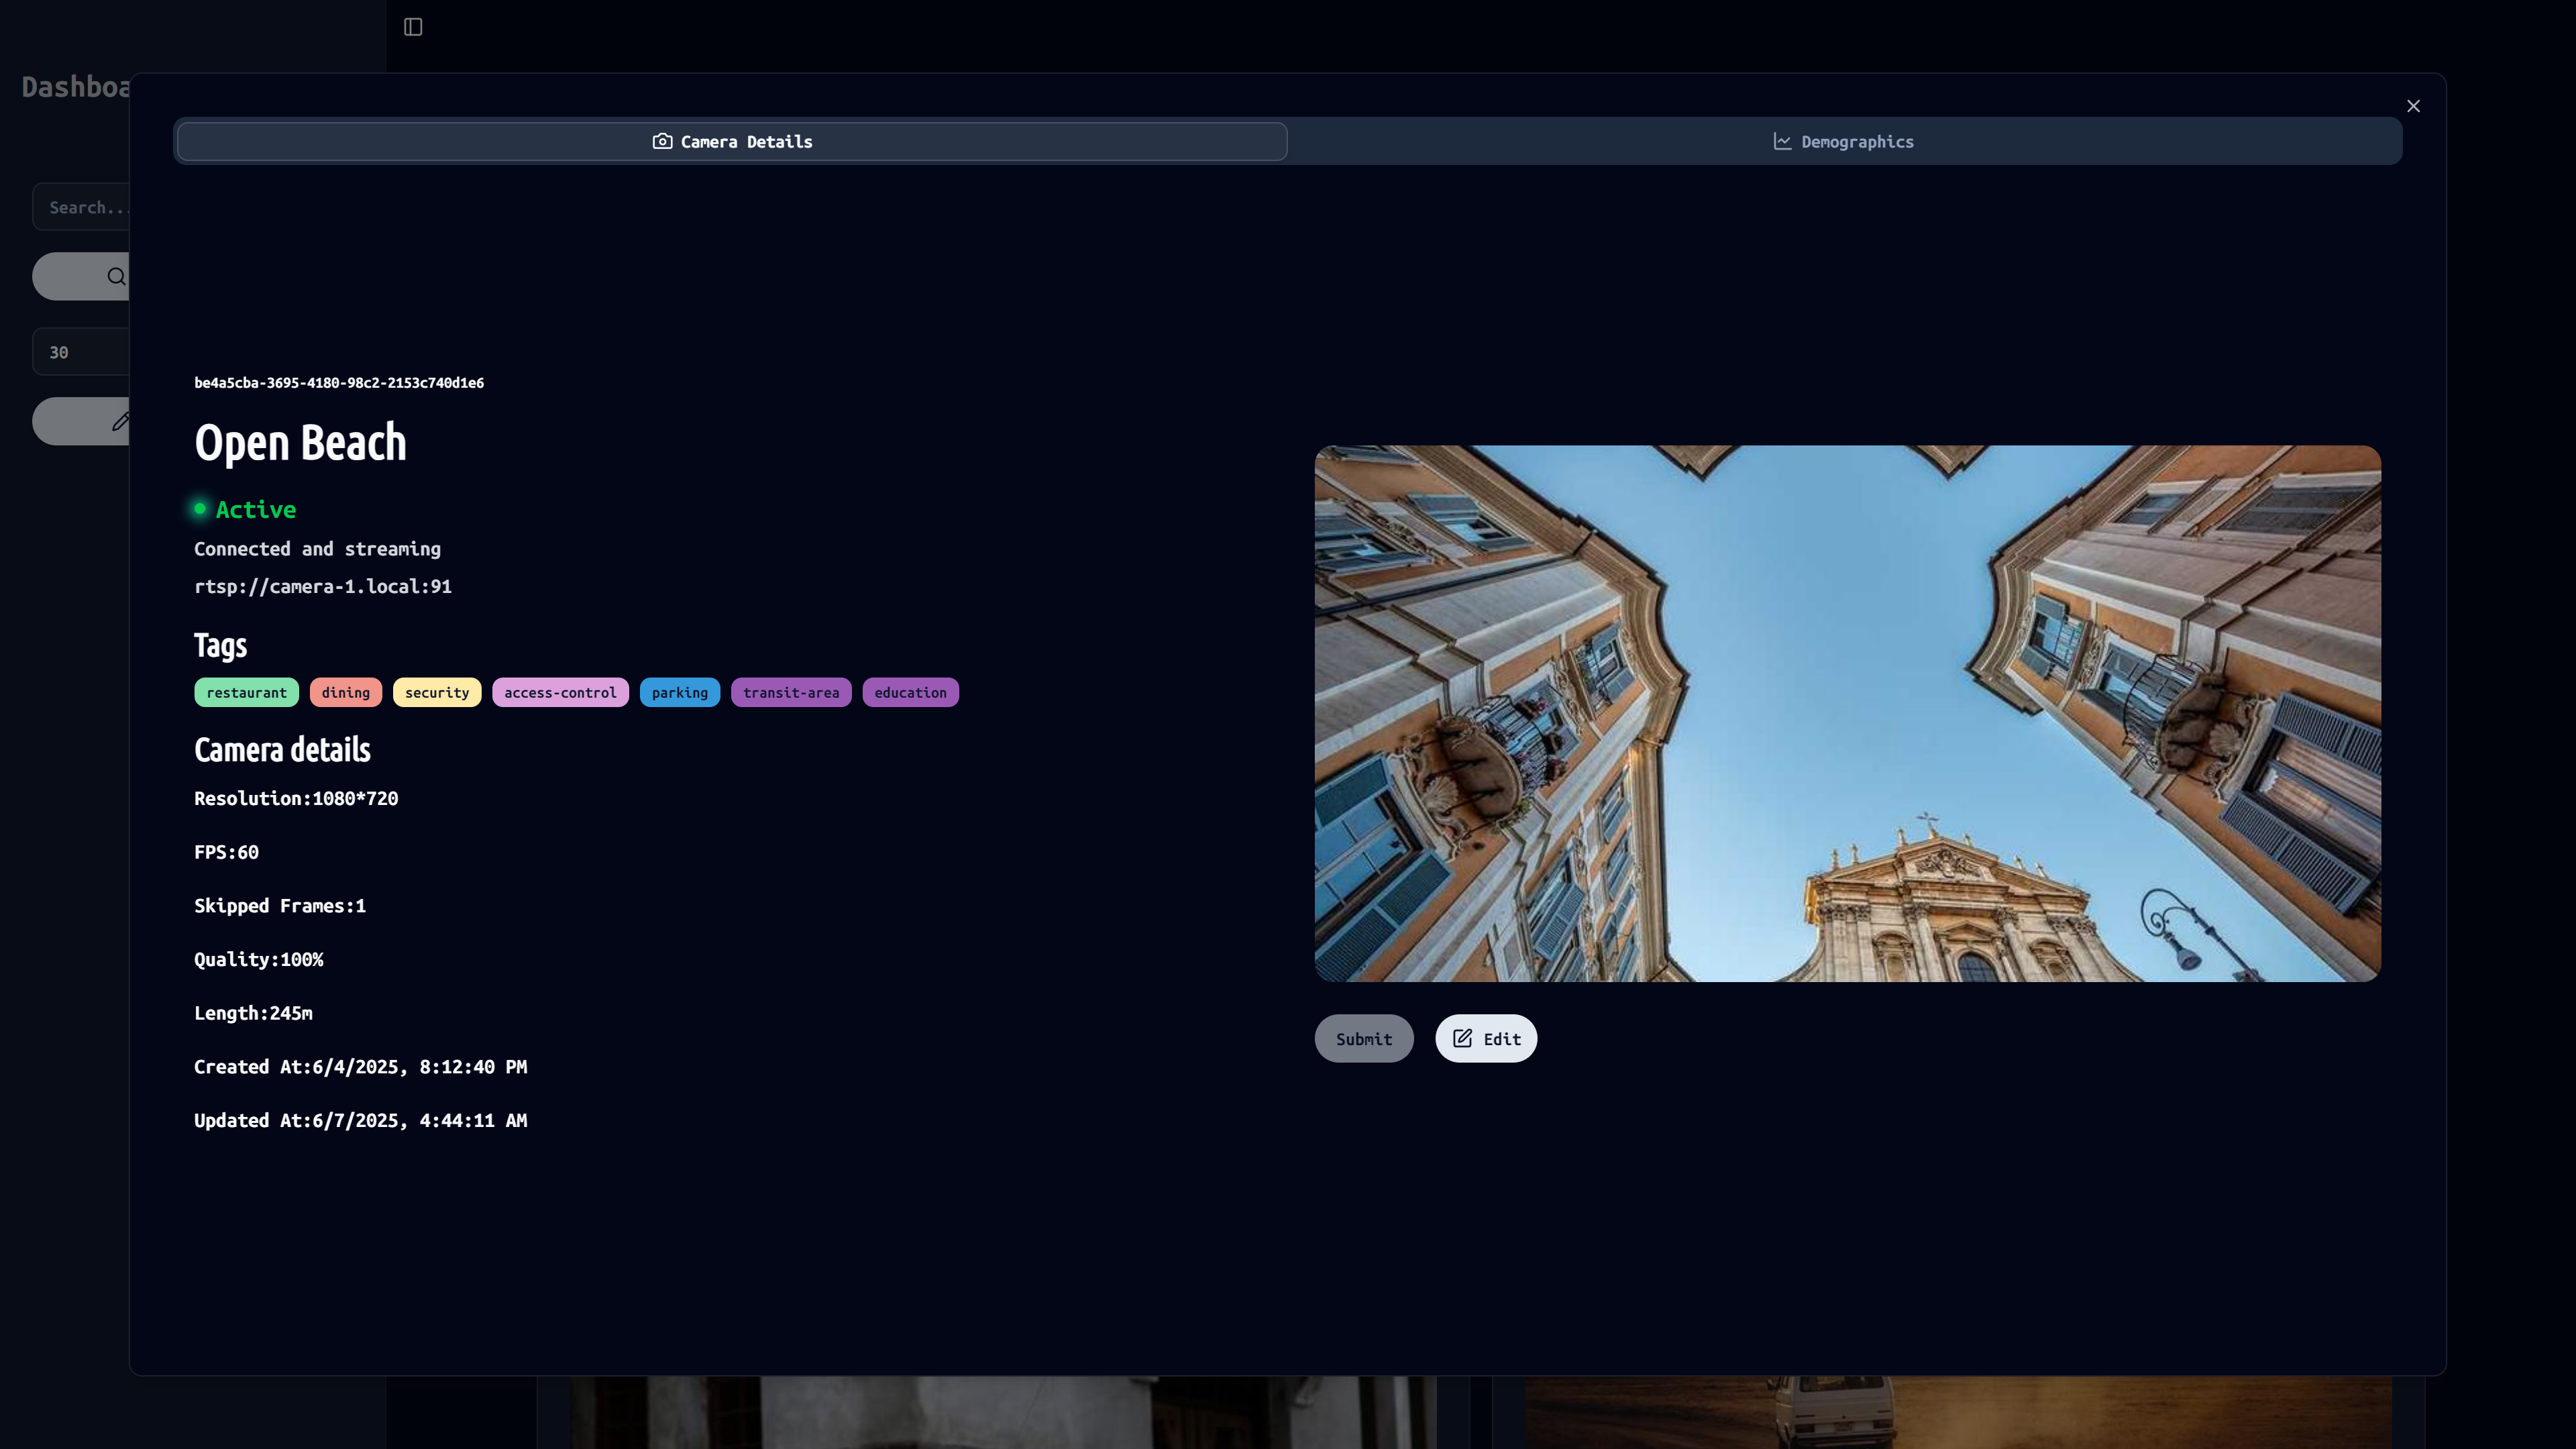 Dashboa
Camera Details
Demographics
Search...
30
be4a5cba-3695-4180-98c2-2153c740d1e6
Open Beach
Active
Connected and streaming
rtsp://camera-1.local:91
Tags
restaurant dining security access-control parking transit-area education
Camera details
Resolution:1080*720
FPS:60
Skipped Frames:1
Quality:100%
Length:245m
Created At:6/4/2025, 8:12:40 PM
Updated At:6/7/2025, 4:44:11 AM
Submit
Edit